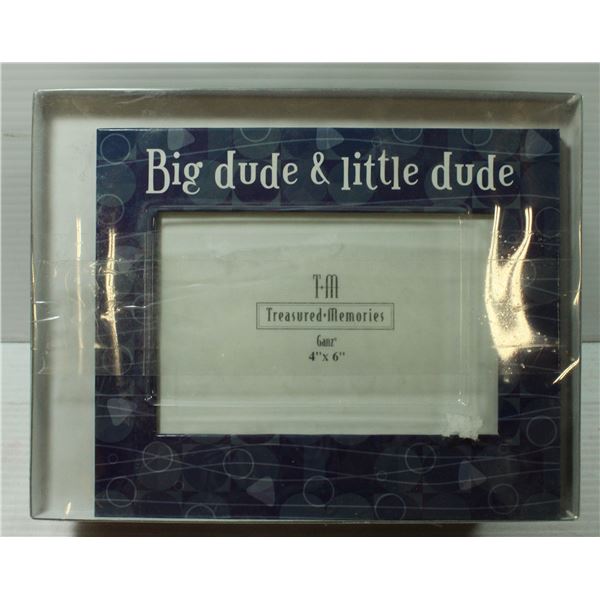 Big dude & little dude
T•M
Treasured•Memories
Ganz®
4"x 6"